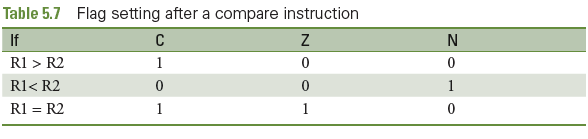 Table 5.7 Flag setting after a compare instruction
If C Z N
R1 > R2 1 0 0
R1< R2 0 0 1
R1 = R2 1 1 0